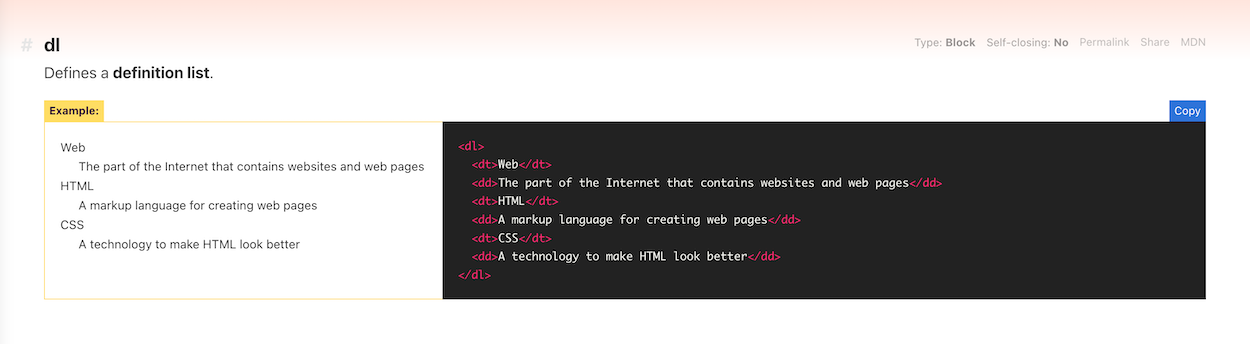 # dl
Type: Block Self-closing: No Permalink Share MDN
Defines a definition list.
Example:
Copy
Web
The part of the Internet that contains websites and web pages
HTML
A markup language for creating web pages
CSS
A technology to make HTML look better
<dl>
  <dt>Web</dt>
  <dd>The part of the Internet that contains websites and web pages</dd>
  <dt>HTML</dt>
  <dd>A markup language for creating web pages</dd>
  <dt>CSS</dt>
  <dd>A technology to make HTML look better</dd>
</dl>